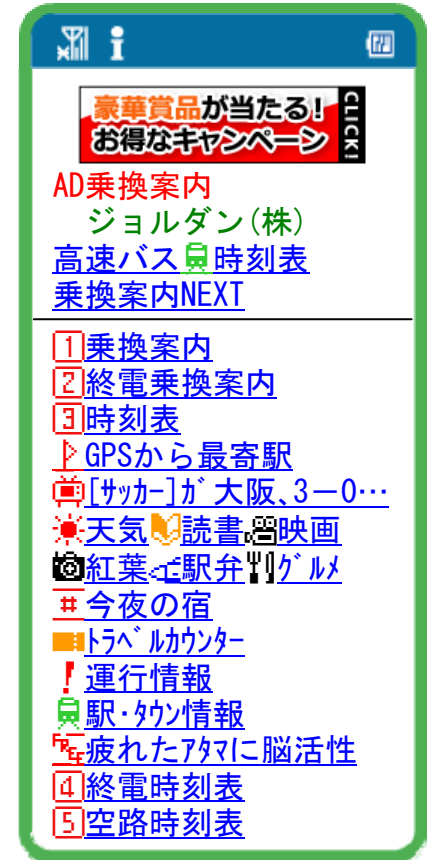 豪華賞品が当たる!
お得なキャンペーン
CLICK!
AD乗換案内
ジョルダン(株)
高速バス時刻表
乗換案内NEXT
1乗換案内
2終電乗換案内
3時刻表
GPSから最寄駅
[ｻｯｶｰ]ｶﾞ大阪、3－0…
天気読書映画
紅葉駅弁ｸﾞﾙﾒ
#今夜の宿
ﾄﾗﾍﾞﾙｶｳﾝﾀｰ
!運行情報
駅･ﾀｳﾝ情報
FREE疲れたｱﾀﾏに脳活性
4終電時刻表
5空路時刻表